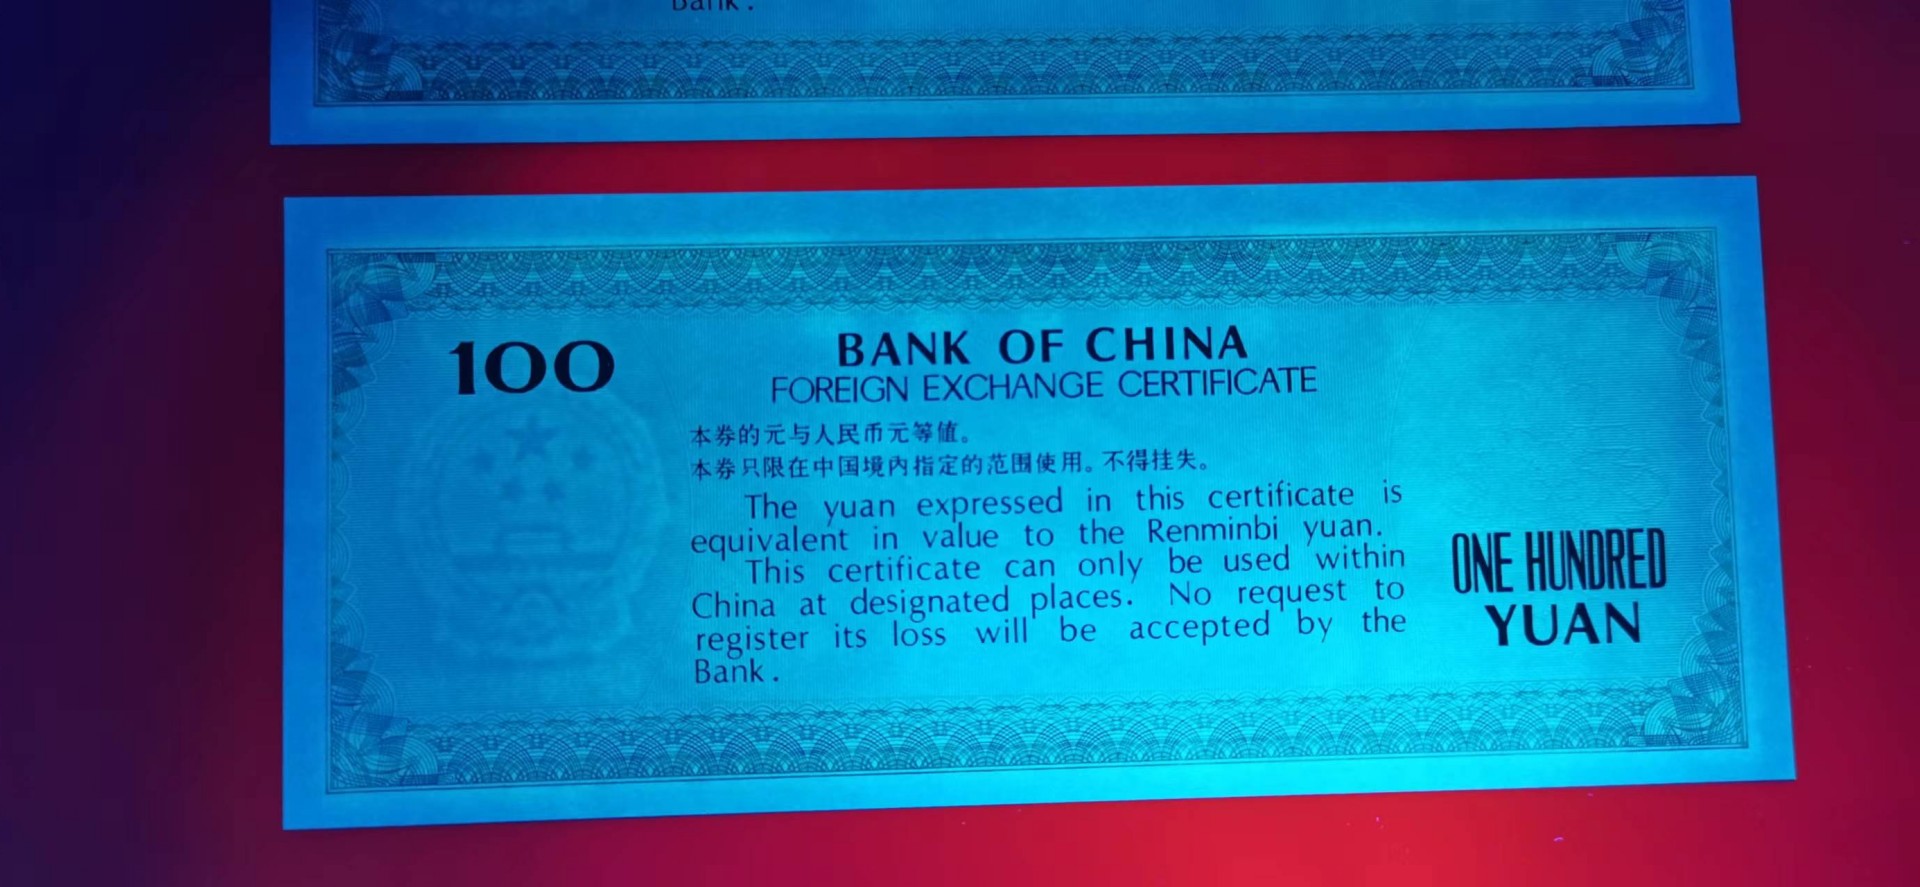 Bank.
100
BANK OF CHINA
FOREIGN EXCHANGE CERTIFICATE
本券的元与人民币元等値。
本券只限在中国境内指定的范围使用。不得挂失。
The yuan expressed in this certificate is
equivalent in value to the Renminbi yuan.
This certificate can only be used within
China at designated places. No request to
register its loss will be accepted by the
Bank.
ONE HUNDRED
YUAN